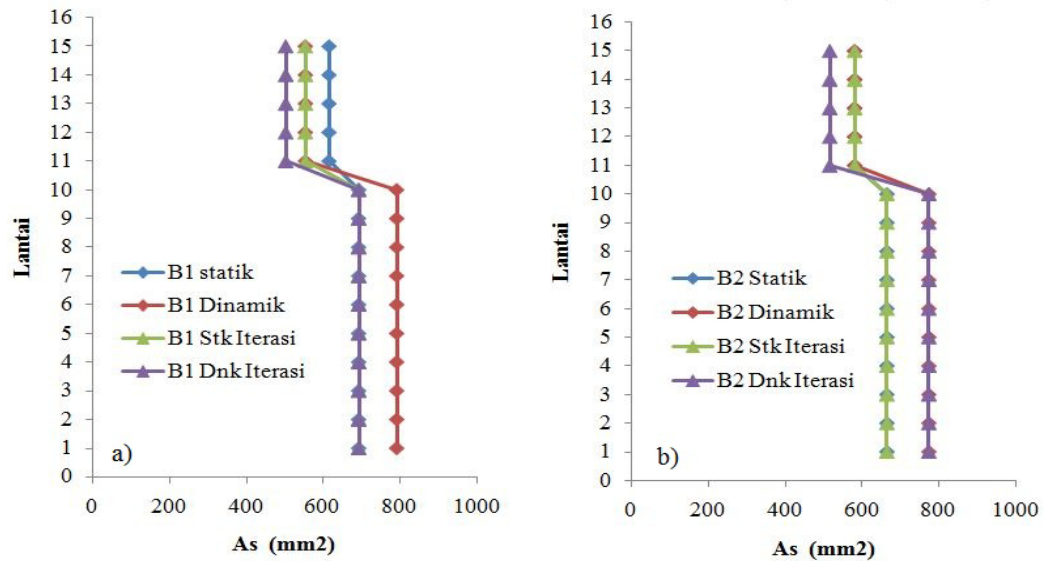 16
15
14
13
12
11
10
9
8
7
6
5
4
3
2
1
0
Lantai
B1 statik
B1 Dinamik
B1 Stk Iterasi
B1 Dnk Iterasi
a)
0 200 400 600 800 1000
As (mm2)
16
15
14
13
12
11
10
9
8
7
6
5
4
3
2
1
0
Lantai
B2 Statik
B2 Dinamik
B2 Stk Iterasi
B2 Dnk Iterasi
b)
0 200 400 600 800 1000
As (mm2)